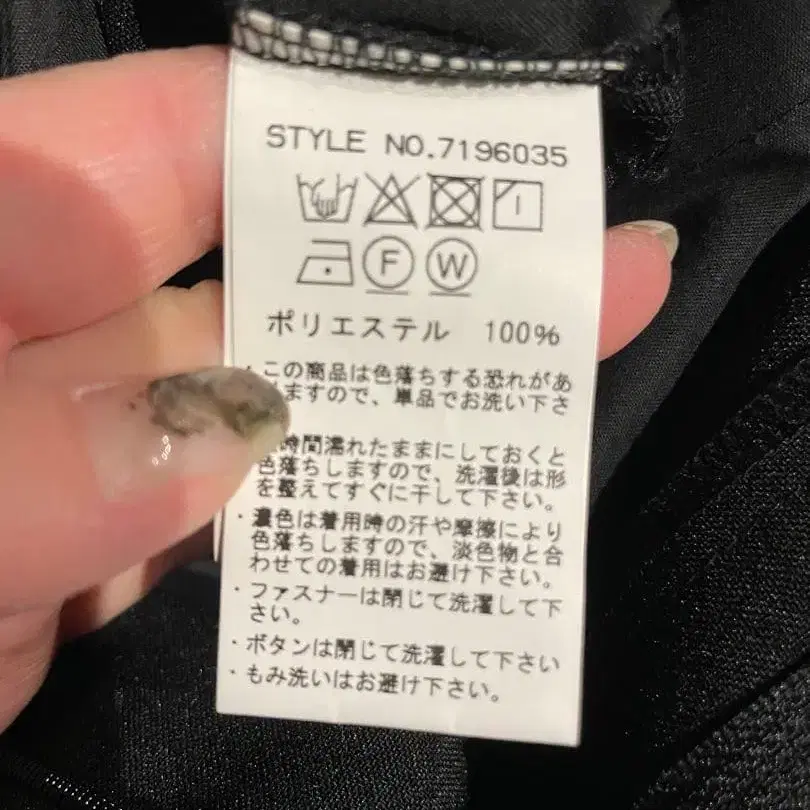 STYLE NO.7196035
F W
ポリエステル 100%
・この商品は色落ちする恐れがあ
ますので、単品でお洗い下さ
時間濡れたままにしておくと
色落ちしますので、洗濯後は形
を整えてすぐに干して下さい。
・濃色は着用時の汗や摩擦により
色落ちしますので、淡色物と合
わせての着用はお避け下さい。
・ファスナーは閉じて洗濯して下
さい。
・ボタンは閉じて洗濯して下さい
・もみ洗いはお避け下さい。